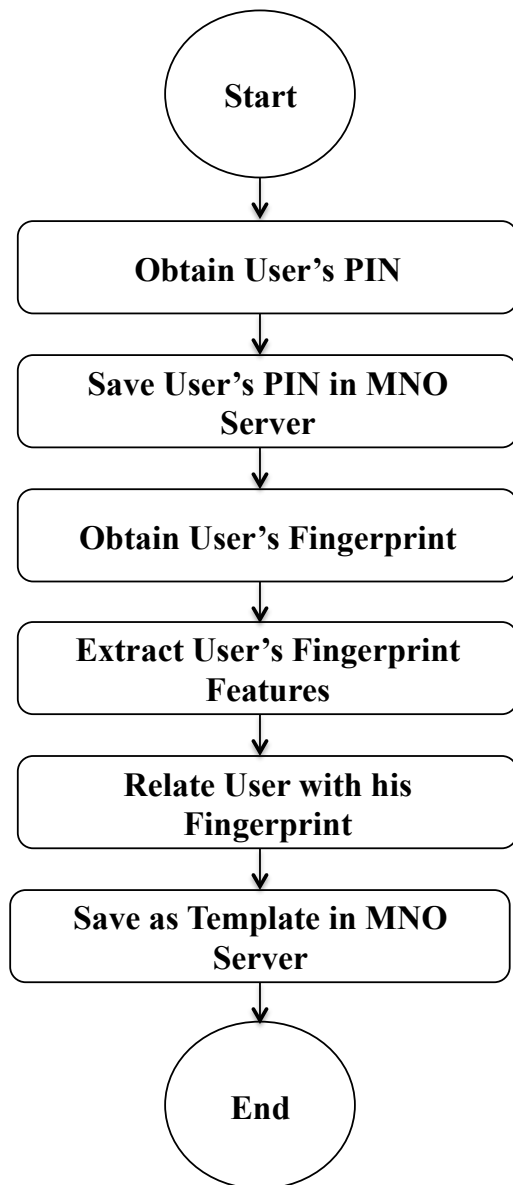 Start
Obtain User’s PIN
Save User’s PIN in MNO
Server
Obtain User’s Fingerprint
Extract User’s Fingerprint
Features
Relate User with his
Fingerprint
Save as Template in MNO
Server
End